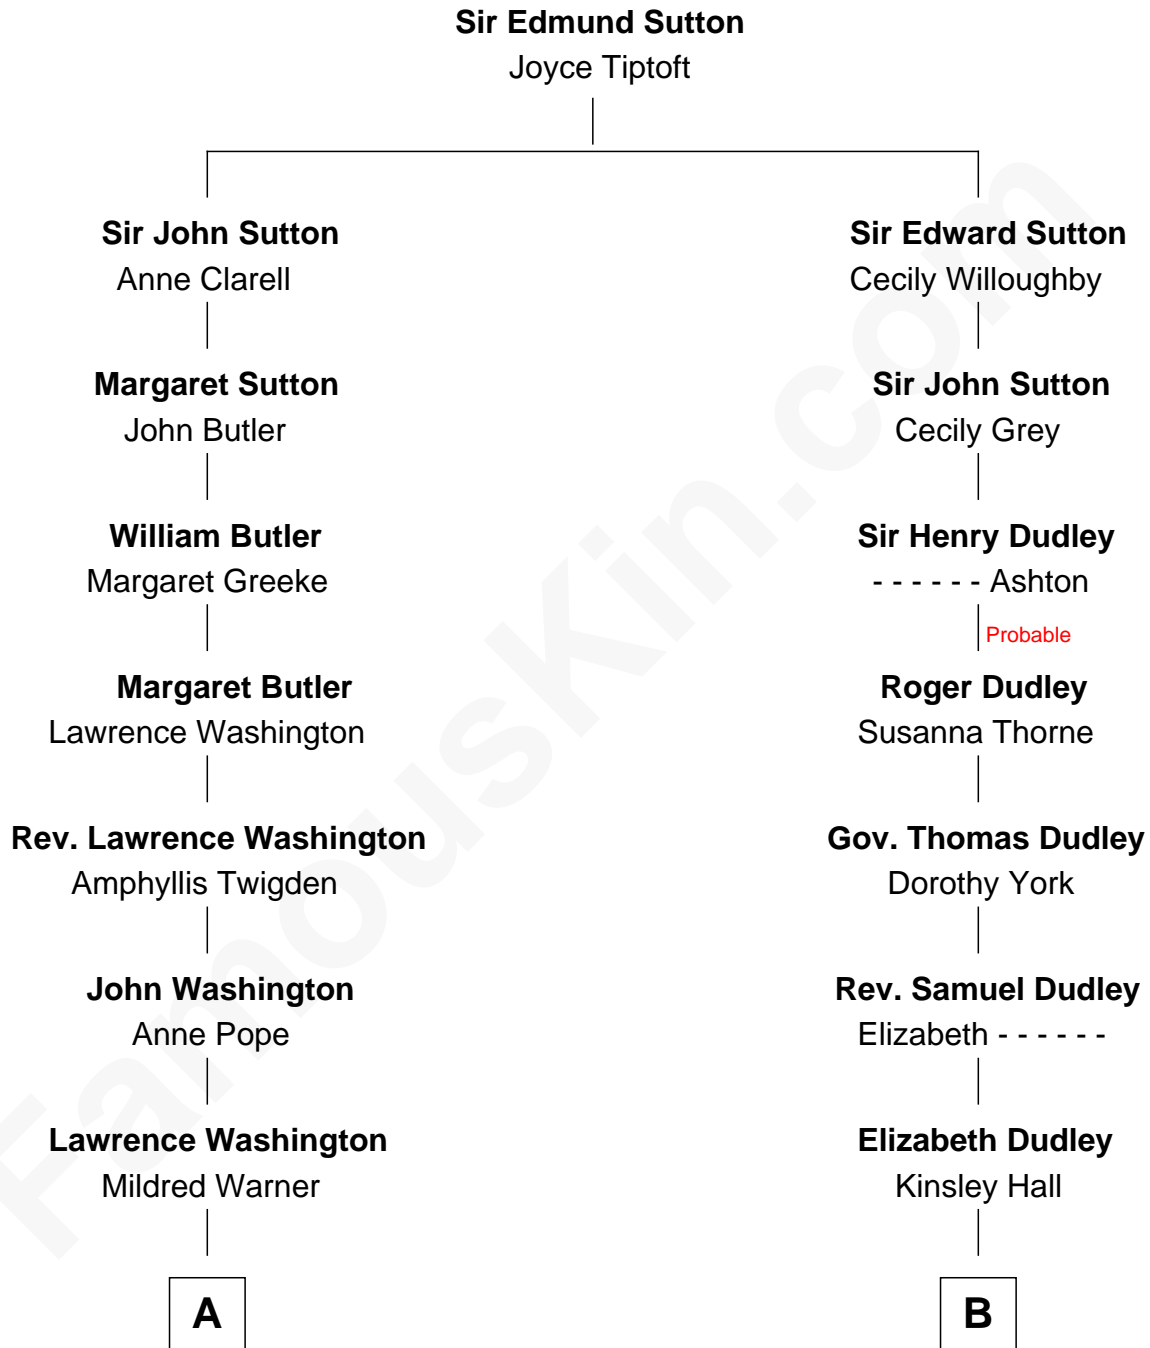 Sir Edmund Sutton
Joyce Tiptoft
Sir John Sutton
Anne Clarell
Margaret Sutton
John Butler
William Butler
Margaret Greeke
Margaret Butler
Lawrence Washington
Rev. Lawrence Washington
Amphyllis Twigden
John Washington
Anne Pope
Lawrence Washington
Mildred Warner
A
Sir Edward Sutton
Cecily Willoughby
Sir John Sutton
Cecily Grey
Sir Henry Dudley
- - - - - - Ashton
Probable
Roger Dudley
Susanna Thorne
Gov. Thomas Dudley
Dorothy York
Rev. Samuel Dudley
Elizabeth - - - - - -
Elizabeth Dudley
Kinsley Hall
B
FamousKin.com